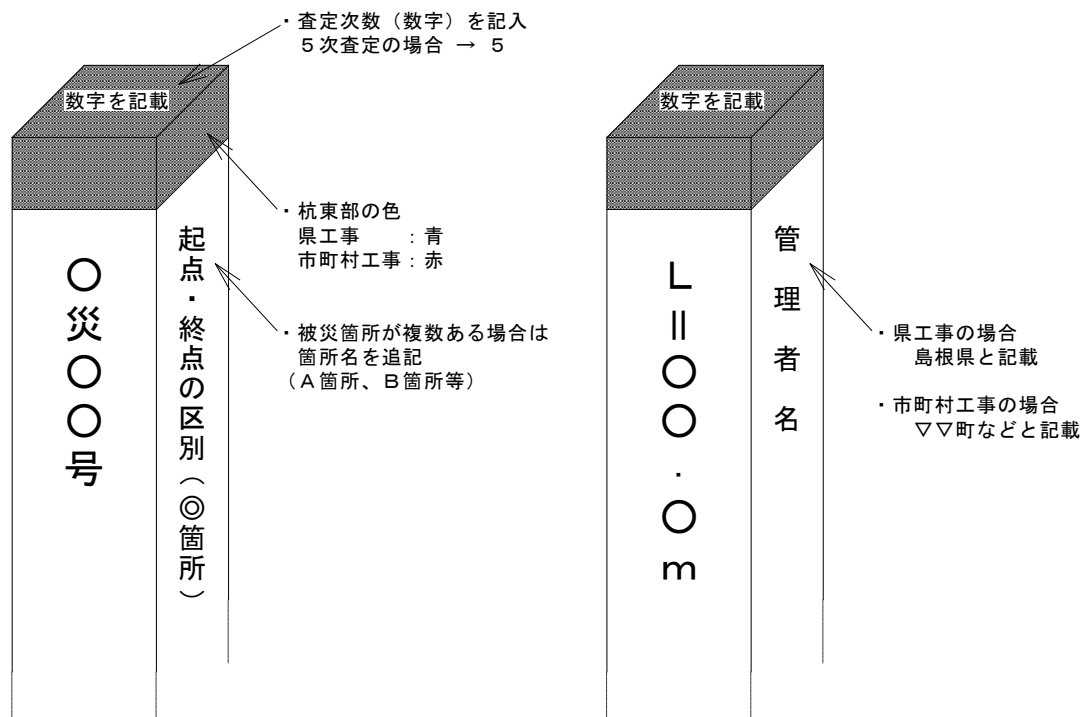 ・査定次数（数字）を記入
５次査定の場合 → ５
数字を記載
・杭東部の色
県工事　　　：青
市町村工事：赤
〇災〇〇号
起点・終点の区別（◎箇所）
・被災箇所が複数ある場合は
箇所名を追記
（Ａ箇所、Ｂ箇所等）
数字を記載
Ｌ＝〇〇．〇ｍ
管理者名
・県工事の場合
島根県と記載
・市町村工事の場合
▽▽町などと記載